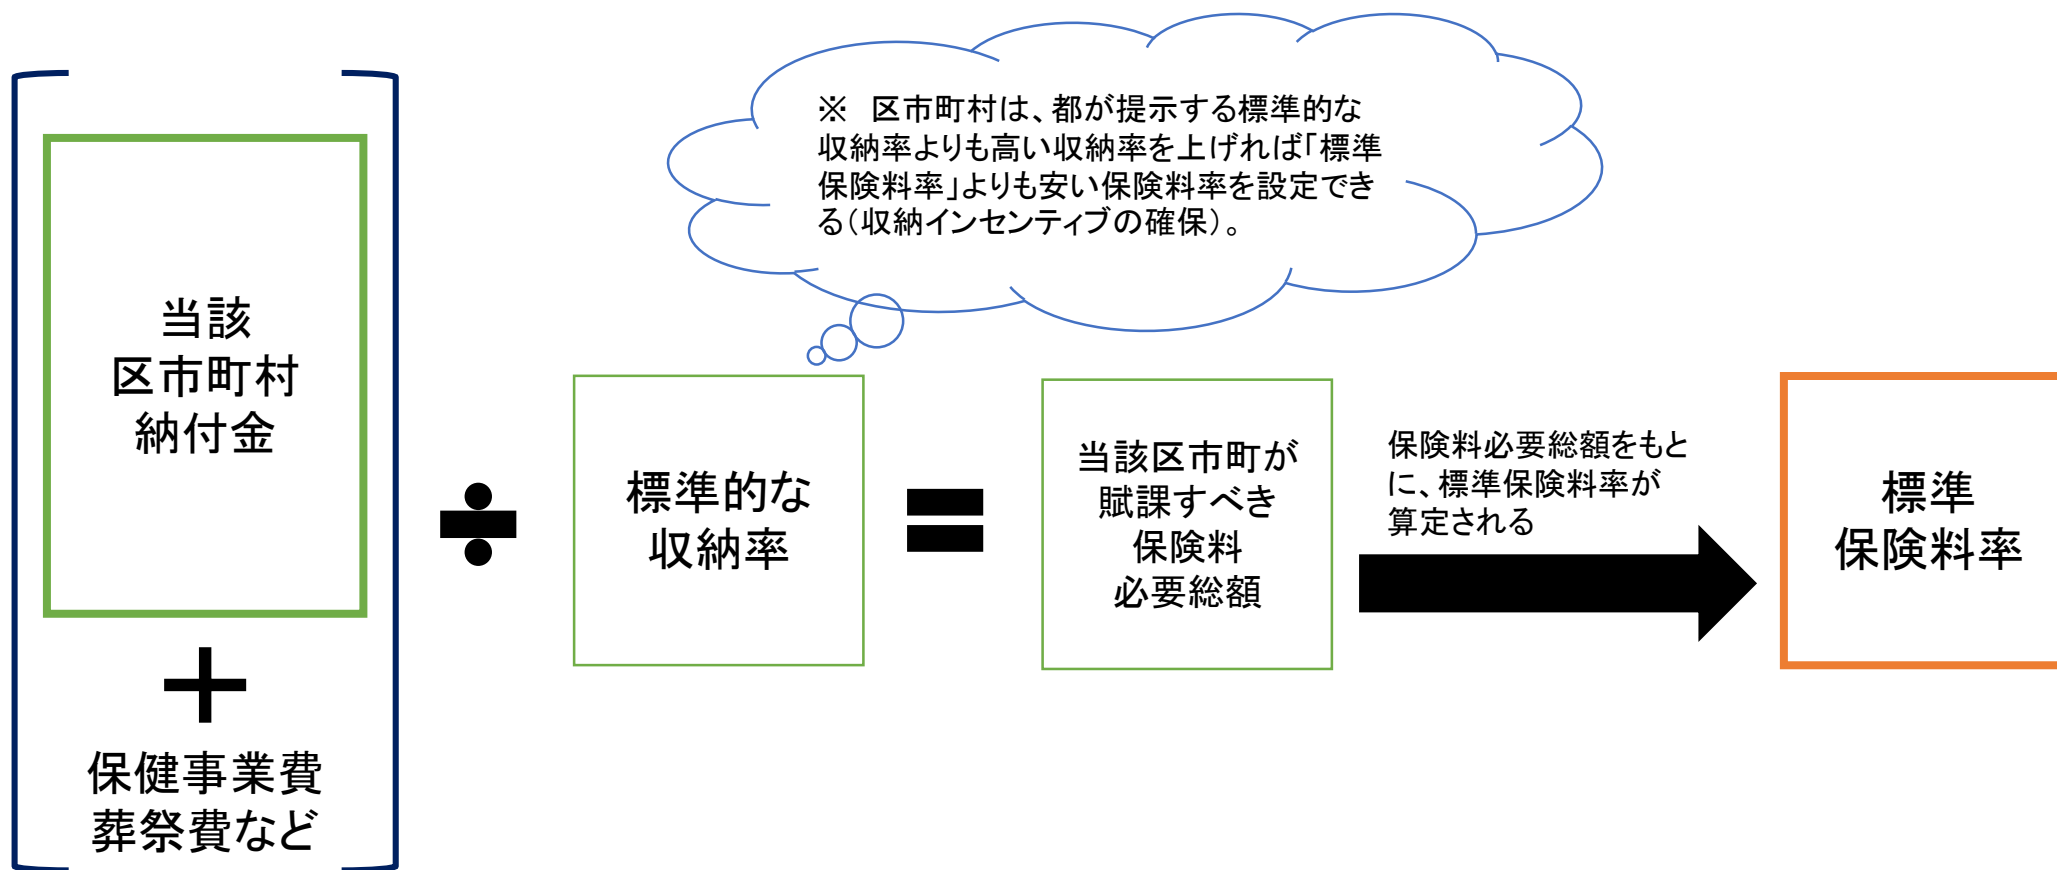 ※　区市町村は、都が提示する標準的な
収納率よりも高い収納率を上げれば「標準
保険料率」よりも安い保険料率を設定でき
る（収納インセンティブの確保）。
当該
区市町村
納付金
＋
保健事業費
葬祭費など
÷
標準的な
収納率
＝
当該区市町が
賦課すべき
保険料
必要総額
保険料必要総額をもと
に、標準保険料率が
算定される
標準
保険料率